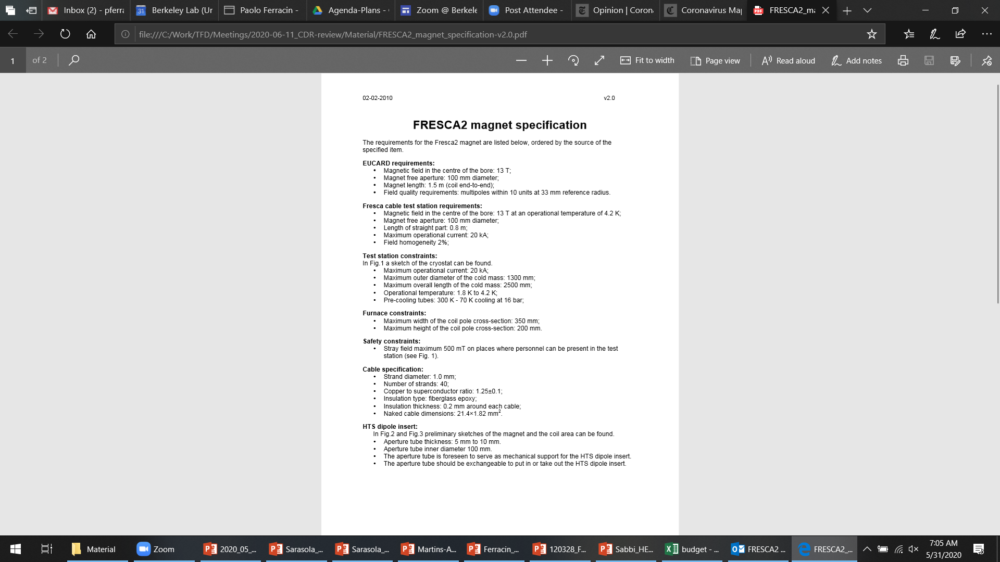 Inbox (2) - pferra
31
Berkeley Lab (Ur
Paolo Ferracin -
Agenda-Plans -
Zoom @ Berkele
Post Attendee -
Opinion | Corona
Coronavirus Ma
PDF
FRESCA2_ma
file:///C:/Work/TFD/Meetings/2020-06-11_CDR-review/Material/FRESCA2_magnet_specification-v2.0.pdf
1 of 2
Fit to width
Page view
Read aloud
Add notes
02-02-2010 v2.0
FRESCA2 magnet specification
The requirements for the Fresca2 magnet are listed below, ordered by the source of the
specified item.
EUCARD requirements:
• Magnetic field in the centre of the bore: 13 T;
• Magnet free aperture: 100 mm diameter;
• Magnet length: 1.5 m (coil end-to-end);
• Field quality requirements: multipoles within 10 units at 33 mm reference radius.
Fresca cable test station requirements:
• Magnetic field in the centre of the bore: 13 T at an operational temperature of 4.2 K;
• Magnet free aperture: 100 mm diameter;
• Length of straight part: 0.8 m;
• Maximum operational current: 20 kA;
• Field homogeneity 2%;
Test station constraints:
In Fig.1 a sketch of the cryostat can be found.
• Maximum operational current: 20 kA;
• Maximum outer diameter of the cold mass: 1300 mm;
• Maximum overall length of the cold mass: 2500 mm;
• Operational temperature: 1.8 K to 4.2 K;
• Pre-cooling tubes: 300 K - 70 K cooling at 16 bar;
Furnace constraints:
• Maximum width of the coil pole cross-section: 350 mm;
• Maximum height of the coil pole cross-section: 200 mm.
Safety constraints:
• Stray field maximum 500 mT on places where personnel can be present in the test
station (see Fig. 1).
Cable specification:
• Strand diameter: 1.0 mm;
• Number of strands: 40;
• Copper to superconductor ratio: 1.25±0.1;
• Insulation type: fiberglass epoxy;
• Insulation thickness: 0.2 mm around each cable;
• Naked cable dimensions: 21.4×1.82 mm².
HTS dipole insert:
In Fig.2 and Fig.3 preliminary sketches of the magnet and the coil area can be found.
• Aperture tube thickness: 5 mm to 10 mm.
• Aperture tube inner diameter 100 mm.
• The aperture tube is foreseen to serve as mechanical support for the HTS dipole insert.
• The aperture tube should be exchangeable to put in or take out the HTS dipole insert.
Material
Zoom
2020_05_...
Sarasola_...
Sarasola_...
Martins-A...
Ferracin_...
120328_F...
Sabbi_HE...
budget - ...
FRESCA2 ...
FRESCA2_...
7:05 AM
5/31/2020